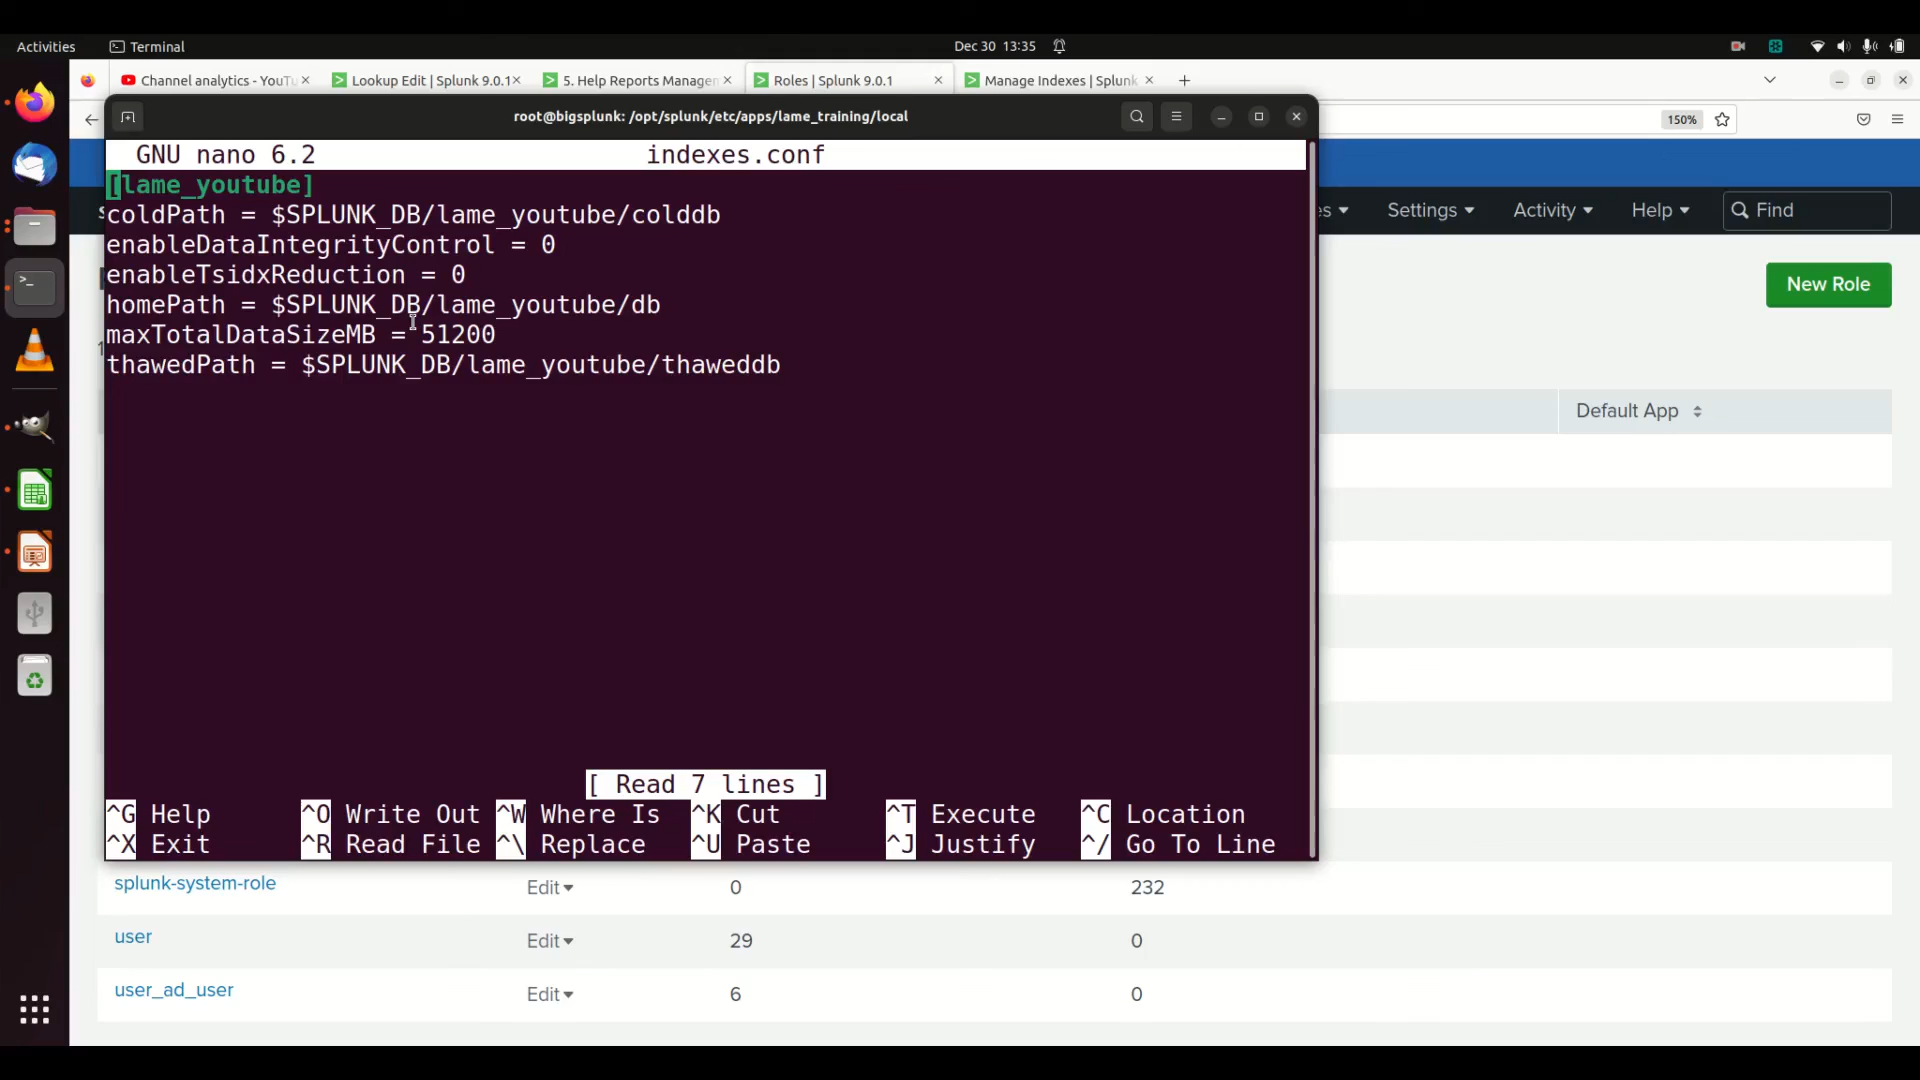 Activities Terminal Dec 30 13:35
Channel analytics - YouTu Lookup Edit | Splunk 9.0.1 5. Help Reports Managem Roles | Splunk 9.0.1 Manage Indexes | Splunk
root@bigsplunk: /opt/splunk/etc/apps/lame_training/local
150%
GNU nano 6.2 indexes.conf
[lame_youtube]
coldPath = $SPLUNK_DB/lame_youtube/colddb
enableDataIntegrityControl = 0
enableTsidxReduction = 0
homePath = $SPLUNK_DB/lame_youtube/db
maxTotalDataSizeMB = 51200
thawedPath = $SPLUNK_DB/lame_youtube/thaweddb
Settings Activity Help Find
New Role
Default App
[ Read 7 lines ]
^G Help ^O Write Out ^W Where Is ^K Cut ^T Execute ^C Location
^X Exit ^R Read File ^\ Replace ^U Paste ^J Justify ^/ Go To Line
splunk-system-role Edit 0 232
user Edit 29 0
user_ad_user Edit 6 0